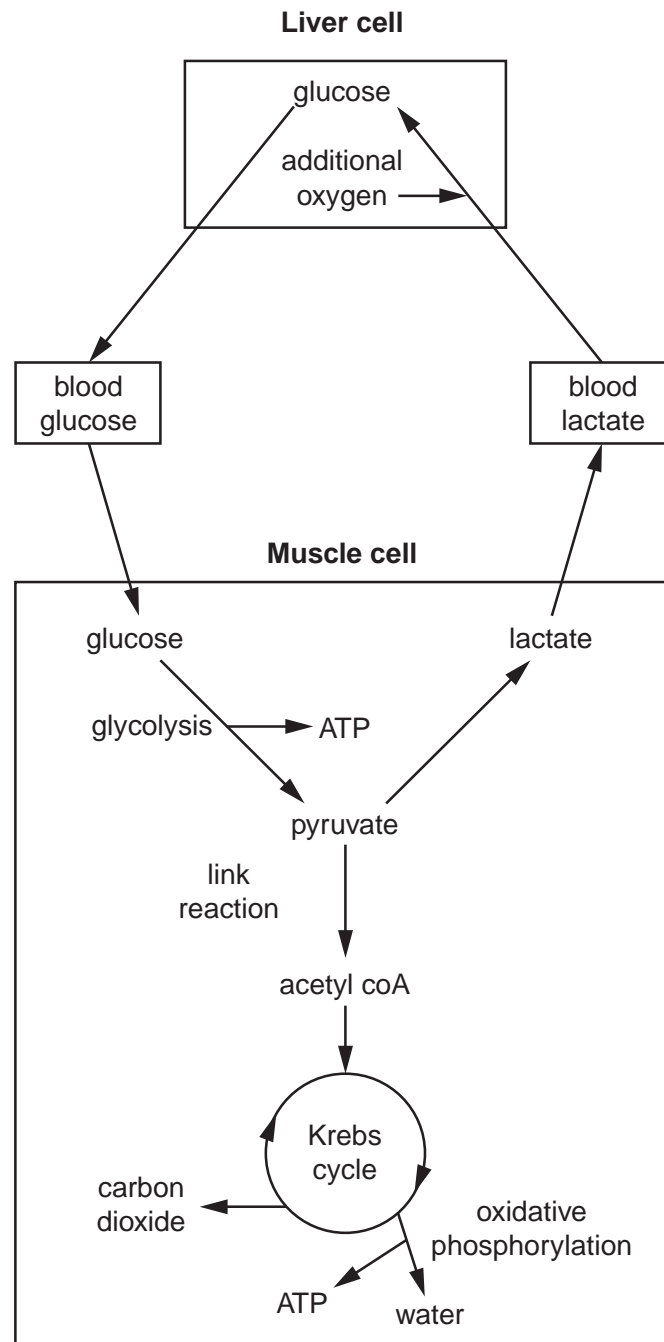 Liver cell
glucose
additional
oxygen
blood
glucose
blood
lactate
Muscle cell
glucose
lactate
glycolysis
ATP
pyruvate
link
reaction
acetyl coA
Krebs
cycle
carbon
dioxide
oxidative
phosphorylation
ATP
water